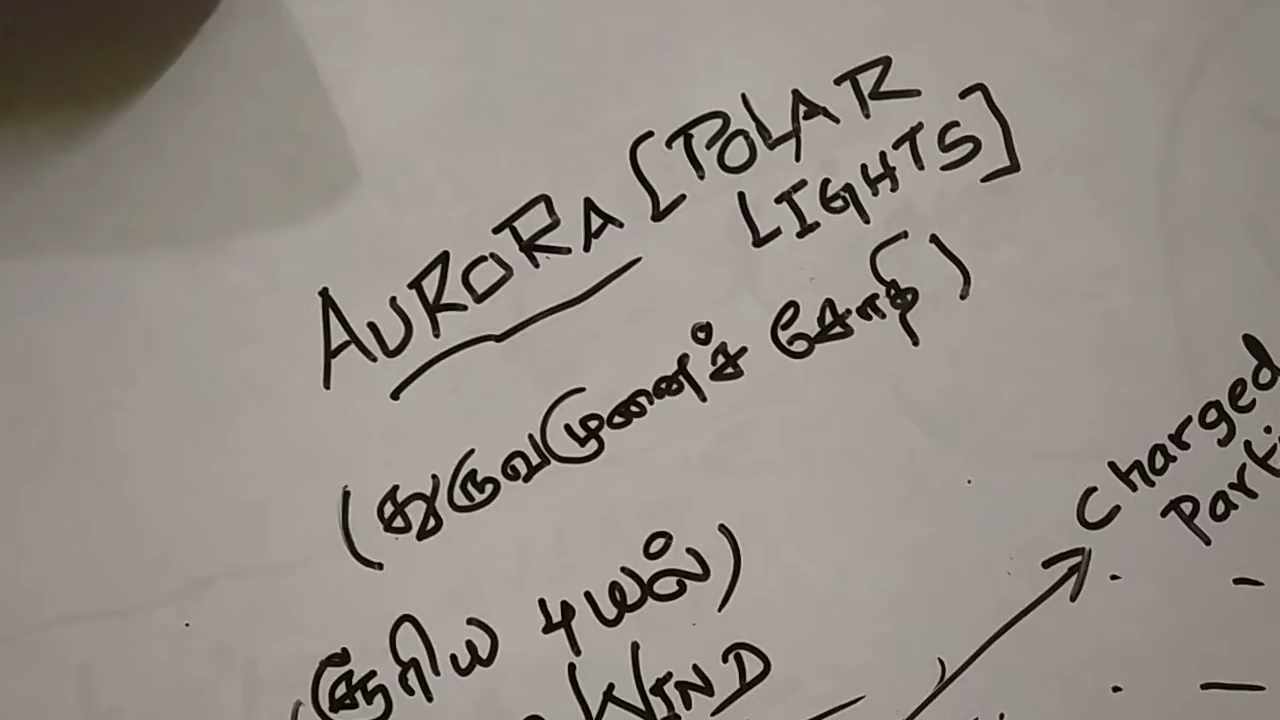 AURORA [POLAR
LIGHTS]
(துருவமுனைச் சோதி)
(சூரிய புயல்)
WIND
Charged